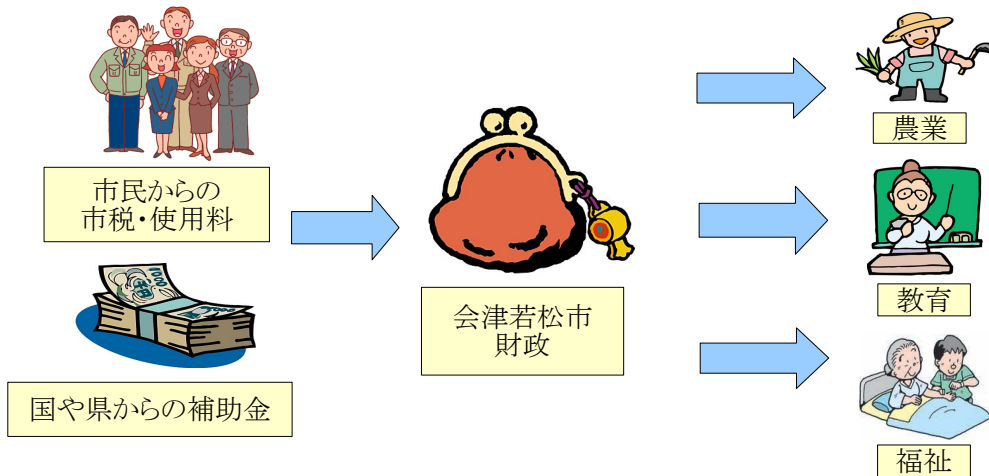 市民からの
市税・使用料
国や県からの補助金
会津若松市
財政
農業
教育
福祉